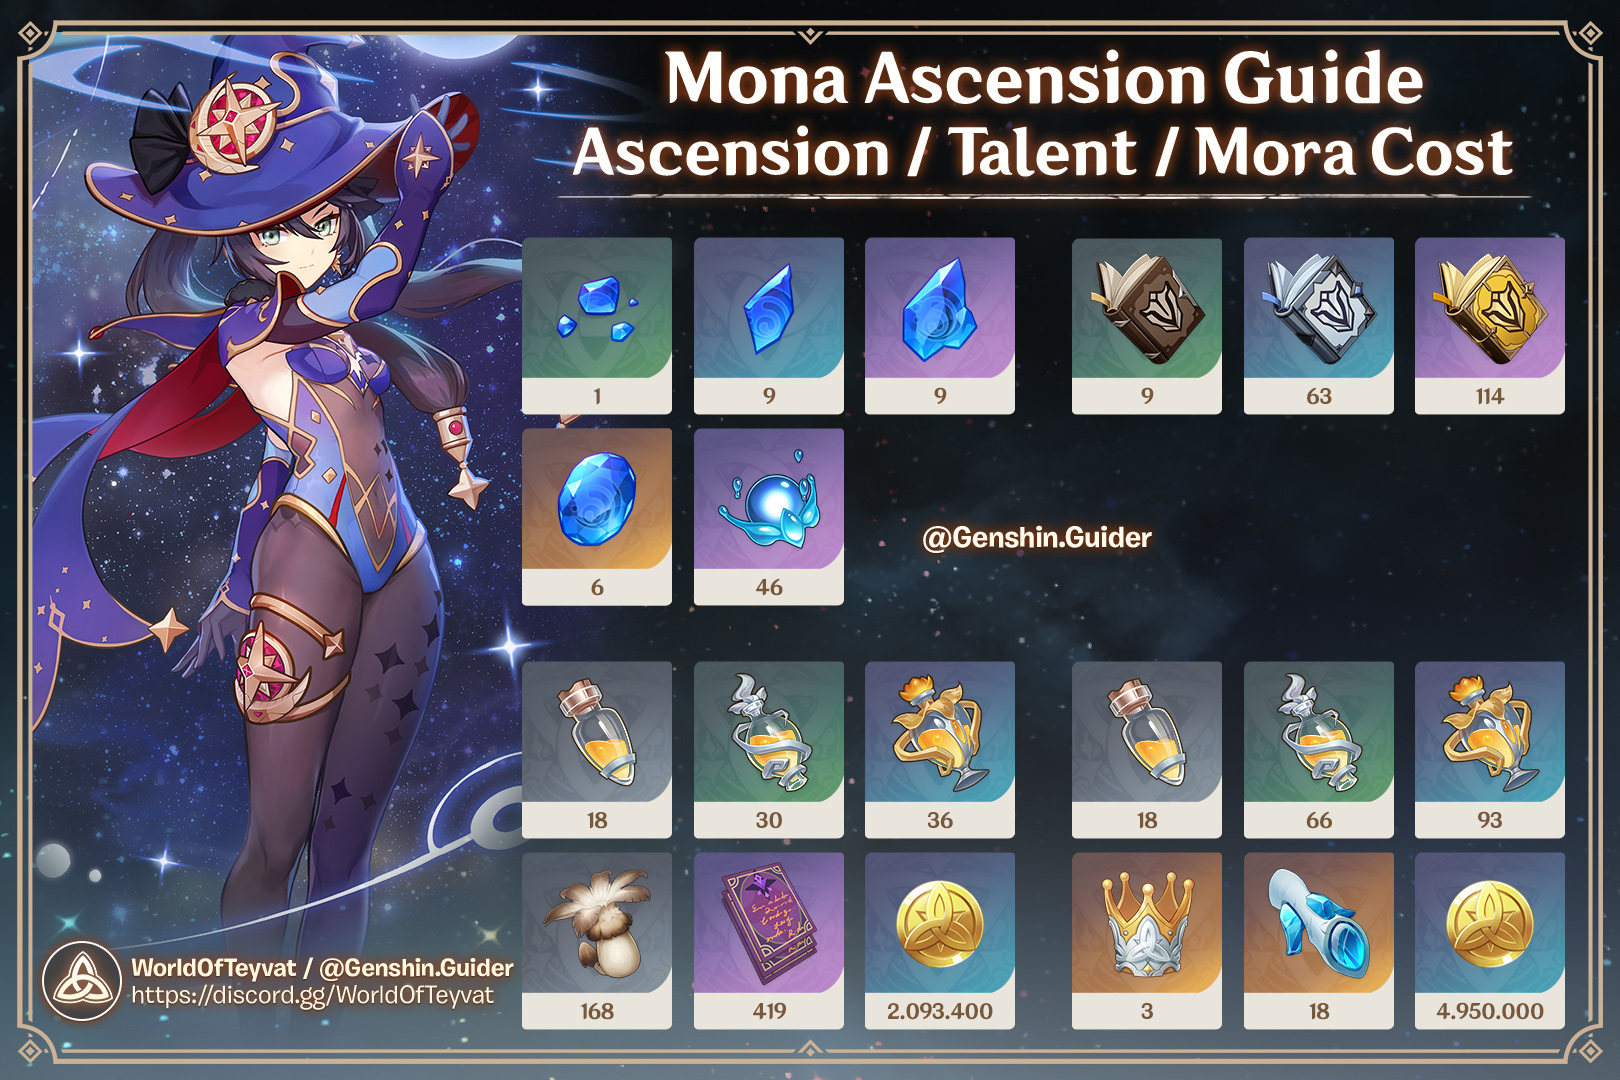 Mona Ascension Guide
Ascension / Talent / Mora Cost
1 9 9 9 63 114
6 46
@Genshin.Guider
18 30 36 18 66 93
168 419 2.093.400 3 18 4.950.000
WorldOfTeyvat / @Genshin.Guider
https://discord.gg/WorldOfTeyvat